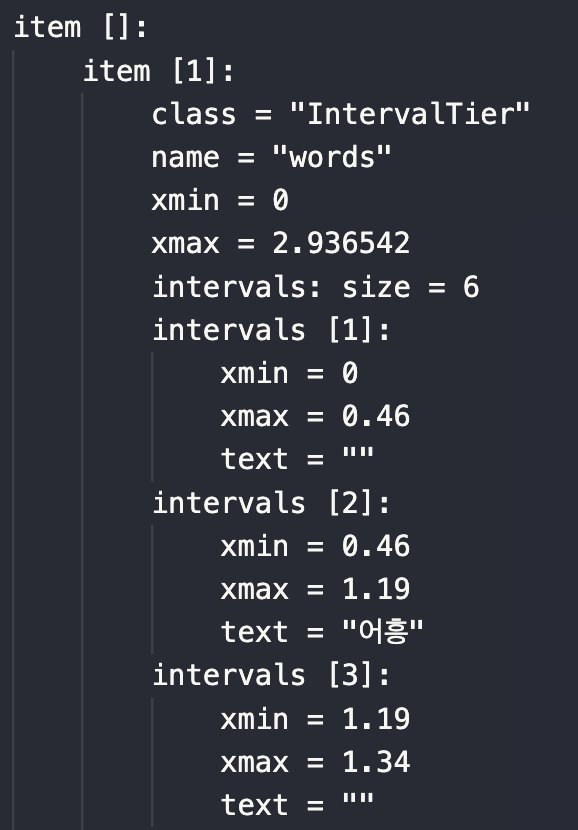 item []:
item [1]:
class = "IntervalTier"
name = "words"
xmin = 0
xmax = 2.936542
intervals: size = 6
intervals [1]:
xmin = 0
xmax = 0.46
text = ""
intervals [2]:
xmin = 0.46
xmax = 1.19
text = "어흥"
intervals [3]:
xmin = 1.19
xmax = 1.34
text = ""